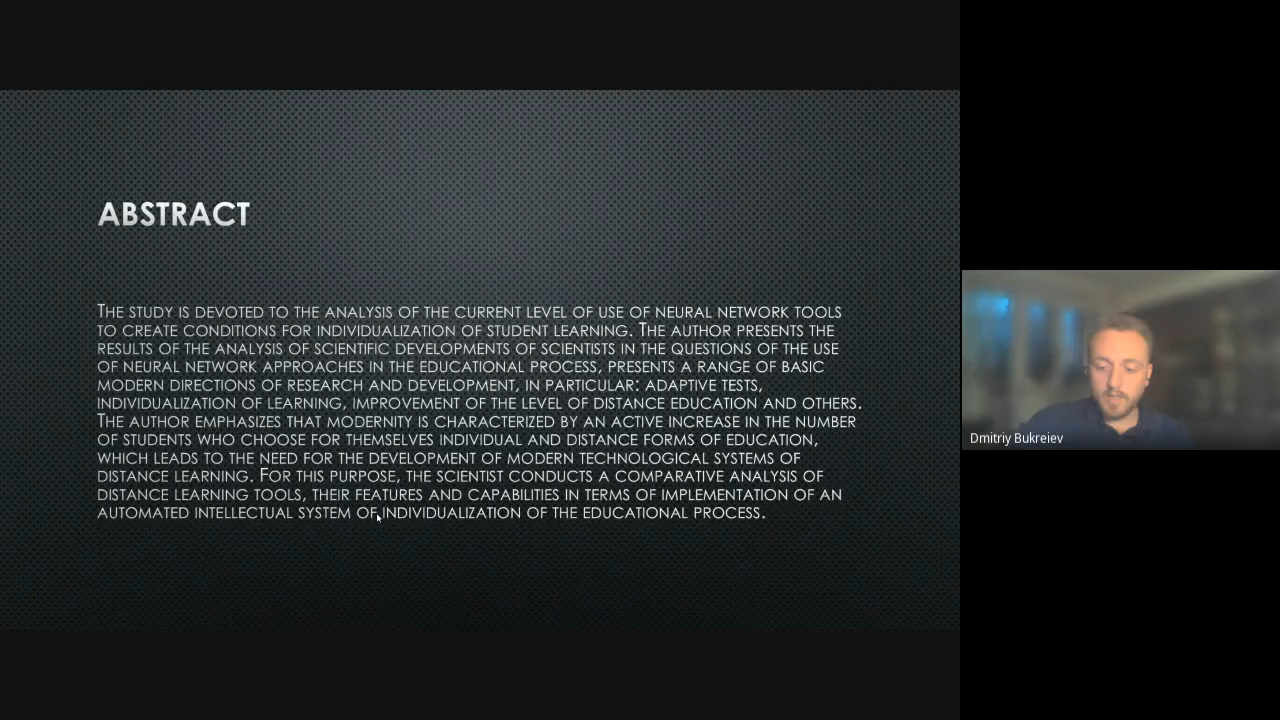 ABSTRACT
THE STUDY IS DEVOTED TO THE ANALYSIS OF THE CURRENT LEVEL OF USE OF NEURAL NETWORK TOOLS
TO CREATE CONDITIONS FOR INDIVIDUALIZATION OF STUDENT LEARNING. THE AUTHOR PRESENTS THE
RESULTS OF THE ANALYSIS OF SCIENTIFIC DEVELOPMENTS OF SCIENTISTS IN THE QUESTIONS OF THE USE
OF NEURAL NETWORK APPROACHES IN THE EDUCATIONAL PROCESS, PRESENTS A RANGE OF BASIC
MODERN DIRECTIONS OF RESEARCH AND DEVELOPMENT, IN PARTICULAR: ADAPTIVE TESTS,
INDIVIDUALIZATION OF LEARNING, IMPROVEMENT OF THE LEVEL OF DISTANCE EDUCATION AND OTHERS.
THE AUTHOR EMPHASIZES THAT MODERNITY IS CHARACTERIZED BY AN ACTIVE INCREASE IN THE NUMBER
OF STUDENTS WHO CHOOSE FOR THEMSELVES INDIVIDUAL AND DISTANCE FORMS OF EDUCATION,
WHICH LEADS TO THE NEED FOR THE DEVELOPMENT OF MODERN TECHNOLOGICAL SYSTEMS OF
DISTANCE LEARNING. FOR THIS PURPOSE, THE SCIENTIST CONDUCTS A COMPARATIVE ANALYSIS OF
DISTANCE LEARNING TOOLS, THEIR FEATURES AND CAPABILITIES IN TERMS OF IMPLEMENTATION OF AN
AUTOMATED INTELLECTUAL SYSTEM OF INDIVIDUALIZATION OF THE EDUCATIONAL PROCESS.
Dmitriy Bukreiev